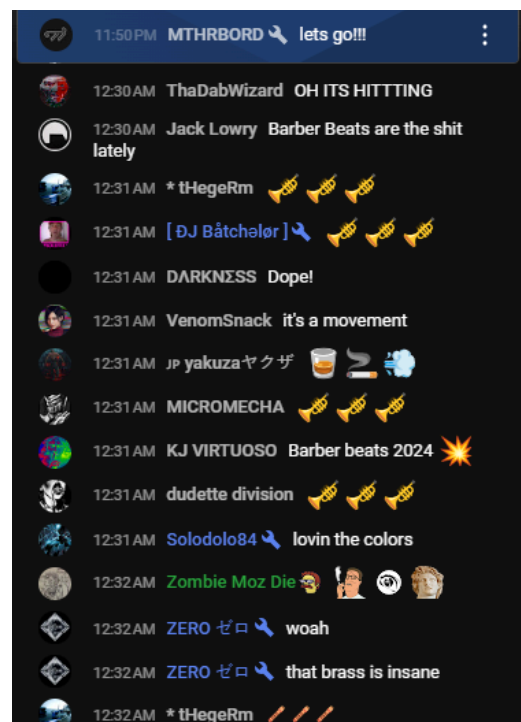 11:50 PM MTHRBORD lets go!!!
12:30 AM ThaDabWizard OH ITS HITTTING
12:30 AM Jack Lowry Barber Beats are the shit
lately
12:31 AM * tHegeRm 🎺 🎺 🎺
12:31 AM [ ĐJ Båtchəlør ] 🎺 🎺 🎺
12:31 AM DΛRKNΣSS Dope!
12:31 AM VenomSnack it's a movement
12:31 AM ᴊᴘ yakuzaヤクザ 🥃 🚬 💨
12:31 AM MICROMECHA 🎺 🎺 🎺
12:31 AM KJ VIRTUOSO Barber beats 2024 💥
12:31 AM dudette division 🎺 🎺 🎺
12:31 AM Solodolo84 lovin the colors
12:32 AM Zombie Moz Die
12:32 AM ZERO ゼロ woah
12:32 AM ZERO ゼロ that brass is insane
12:32 AM * tHegeRm